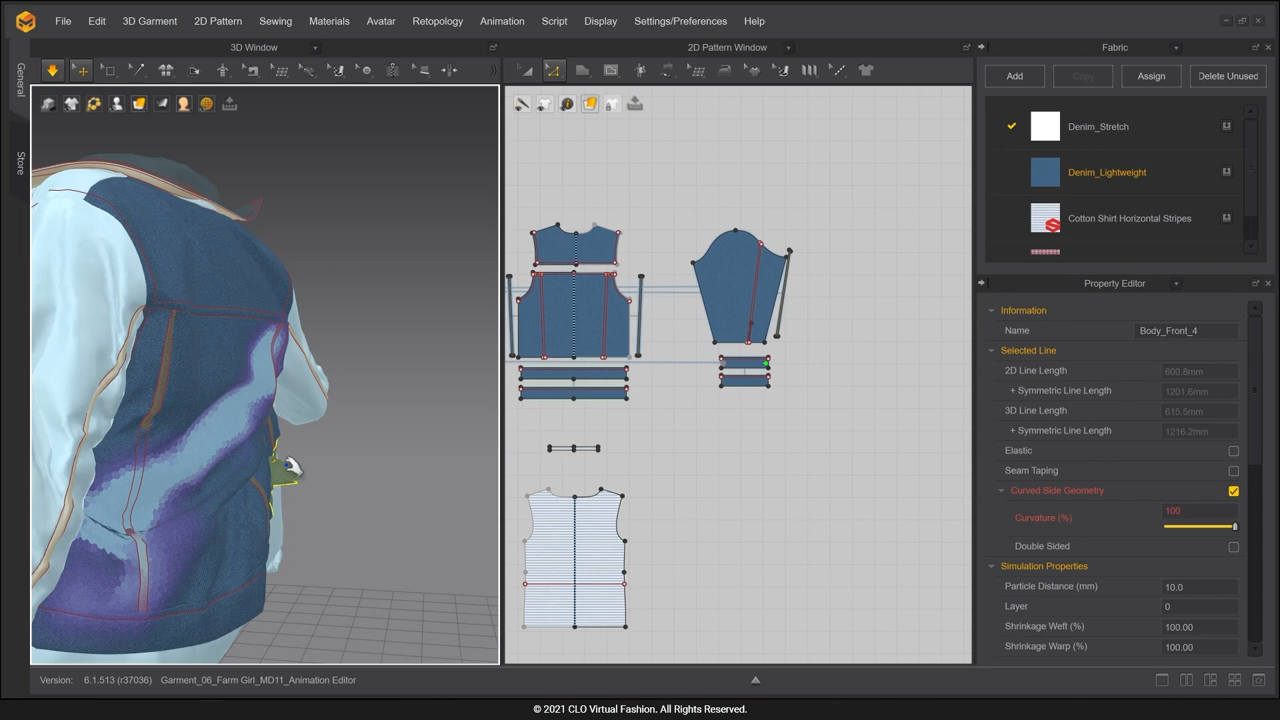 File Edit 3D Garment 2D Pattern Sewing Materials Avatar Retopology Animation Script Display Settings/Preferences Help
General
Store
3D Window
2D Pattern Window
Fabric
Add Copy Assign Delete Unused
Denim_Stretch
Denim_Lightweight
Cotton Shirt Horizontal Stripes
Property Editor
Information
Name Body_Front_4
Selected Line
2D Line Length 600.8mm
+ Symmetric Line Length 1201.6mm
3D Line Length 615.5mm
+ Symmetric Line Length 1216.2mm
Elastic
Seam Taping
Curved Side Geometry
Curvature (%) 100
Double Sided
Simulation Properties
Particle Distance (mm) 10.0
Layer 0
Shrinkage Weft (%) 100.00
Shrinkage Warp (%) 100.00
Version: 6.1.513 (r37036) Garment_06_Farm Girl_MD11_Animation Editor
© 2021 CLO Virtual Fashion. All Rights Reserved.